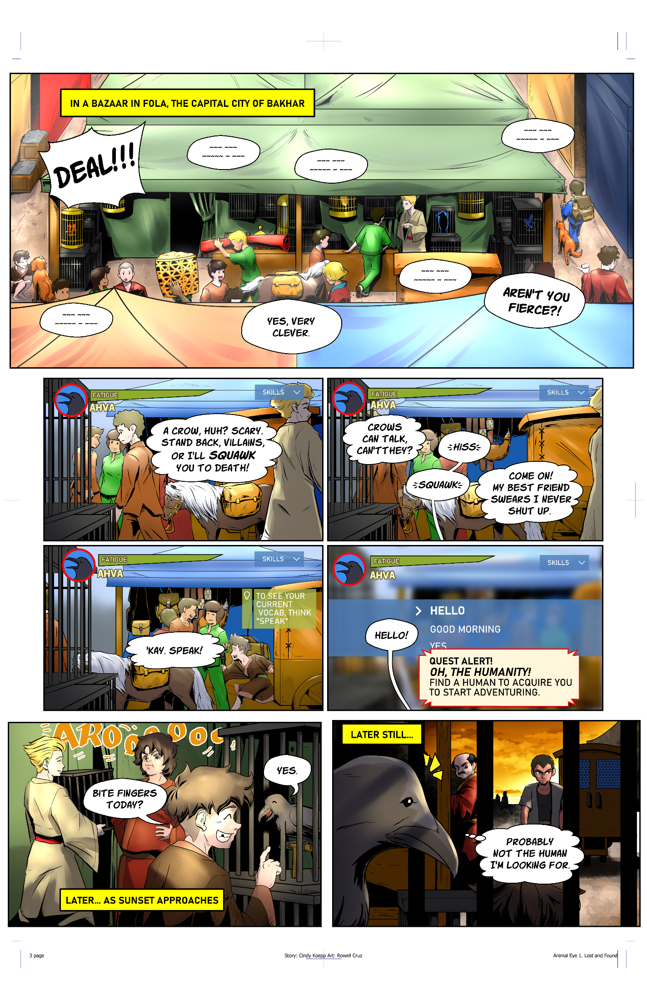 IN A BAZAAR IN FOLA, THE CAPITAL CITY OF BAKHAR
DEAL!!!
~~~ ~~~
~~~~~ ~ ~~~
~~~ ~~~
~~~~~ ~ ~~~
~~~ ~~~
~~~~~ ~ ~~~
~~~ ~~~
~~~~~ ~ ~~~
~~~ ~~~
~~~~~ ~ ~~~
YES, VERY
CLEVER.
AREN'T YOU
FIERCE?!
FATIGUE
AHVA
SKILLS
A CROW, HUH? SCARY.
STAND BACK, VILLAINS,
OR I'LL SQUAWK
YOU TO DEATH!
FATIGUE
AHVA
SKILLS
CROWS
CAN TALK,
CAN'TTHEY?
HISS
SQUAWK
COME ON!
MY BEST FRIEND
SWEARS I NEVER
SHUT UP.
FATIGUE
AHVA
SKILLS
TO SEE YOUR
CURRENT
VOCAB, THINK
"SPEAK"
'KAY. SPEAK!
FATIGUE
AHVA
SKILLS
HELLO
GOOD MORNING
YES
HELLO!
QUEST ALERT!
OH, THE HUMANITY!
FIND A HUMAN TO ACQUIRE YOU
TO START ADVENTURING.
AROOOOOOO
YES.
BITE FINGERS
TODAY?
LATER... AS SUNSET APPROACHES
LATER STILL...
PROBABLY
NOT THE HUMAN
I'M LOOKING FOR.
3 page
Story: Cindy Koepp Art: Rowell Cruz
Animal Eye 1. Lost and Found